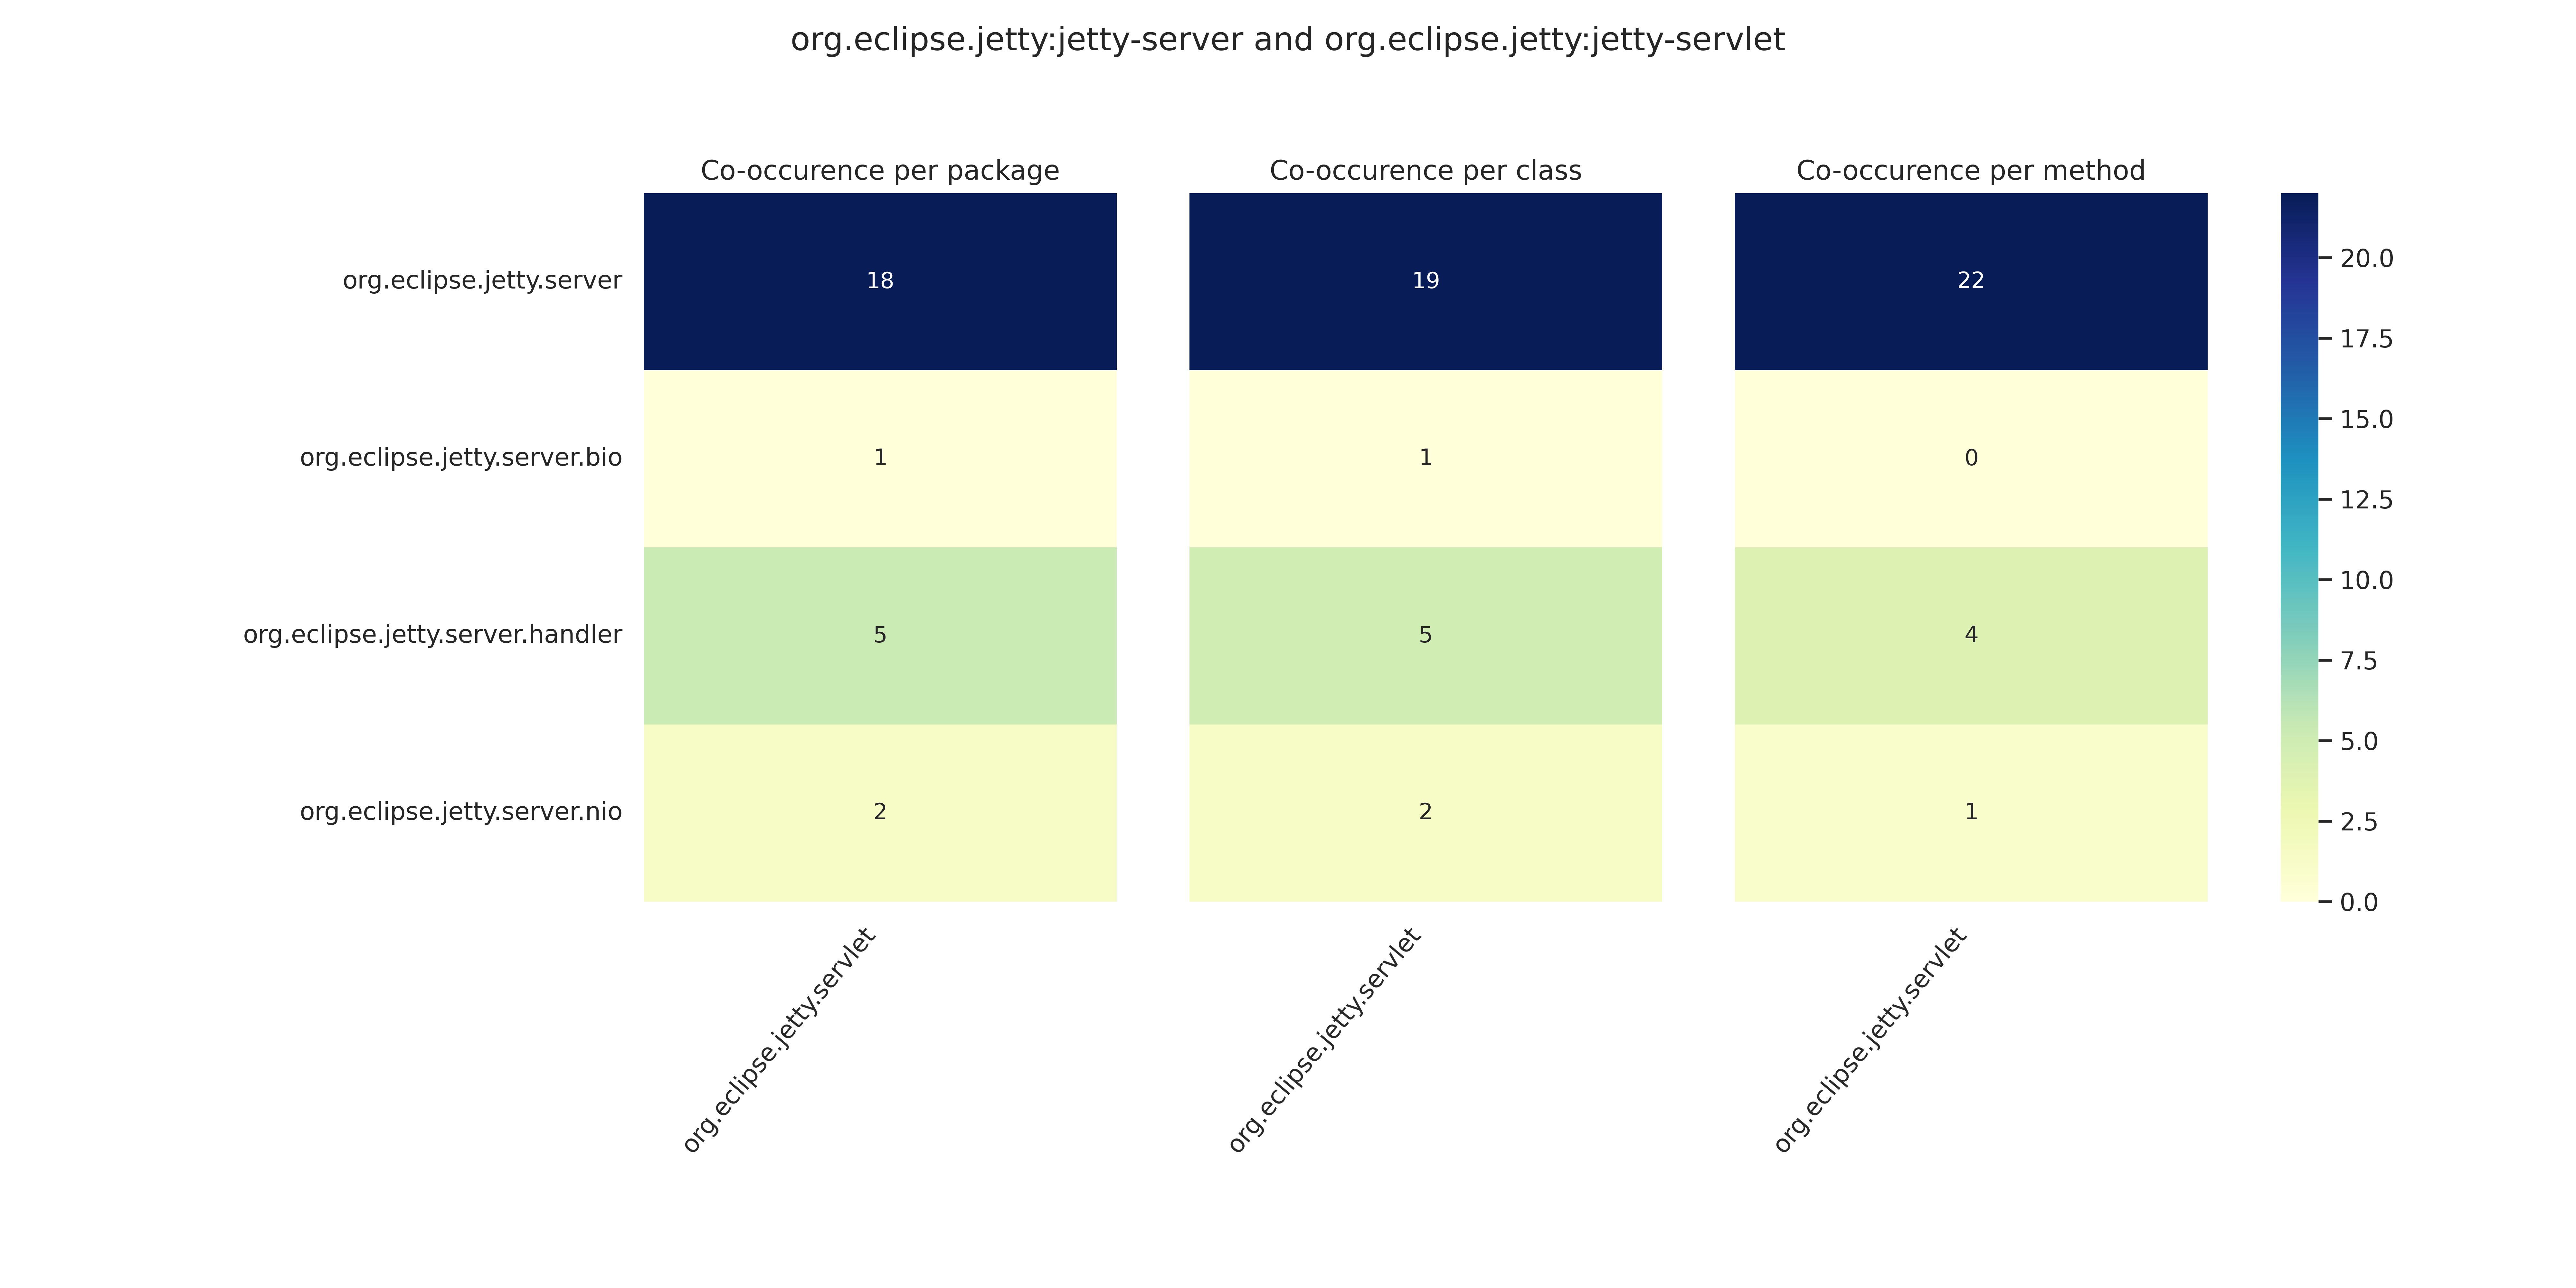 org.eclipse.jetty:jetty-server and org.eclipse.jetty:jetty-servlet
Co-occurence per package
Co-occurence per class
Co-occurence per method
org.eclipse.jetty.server
18
19
22
org.eclipse.jetty.server.bio
1
1
0
org.eclipse.jetty.server.handler
5
5
4
org.eclipse.jetty.server.nio
2
2
1
20.0
17.5
15.0
12.5
10.0
7.5
5.0
2.5
0.0
org.eclipse.jetty.servlet
org.eclipse.jetty.servlet
org.eclipse.jetty.servlet